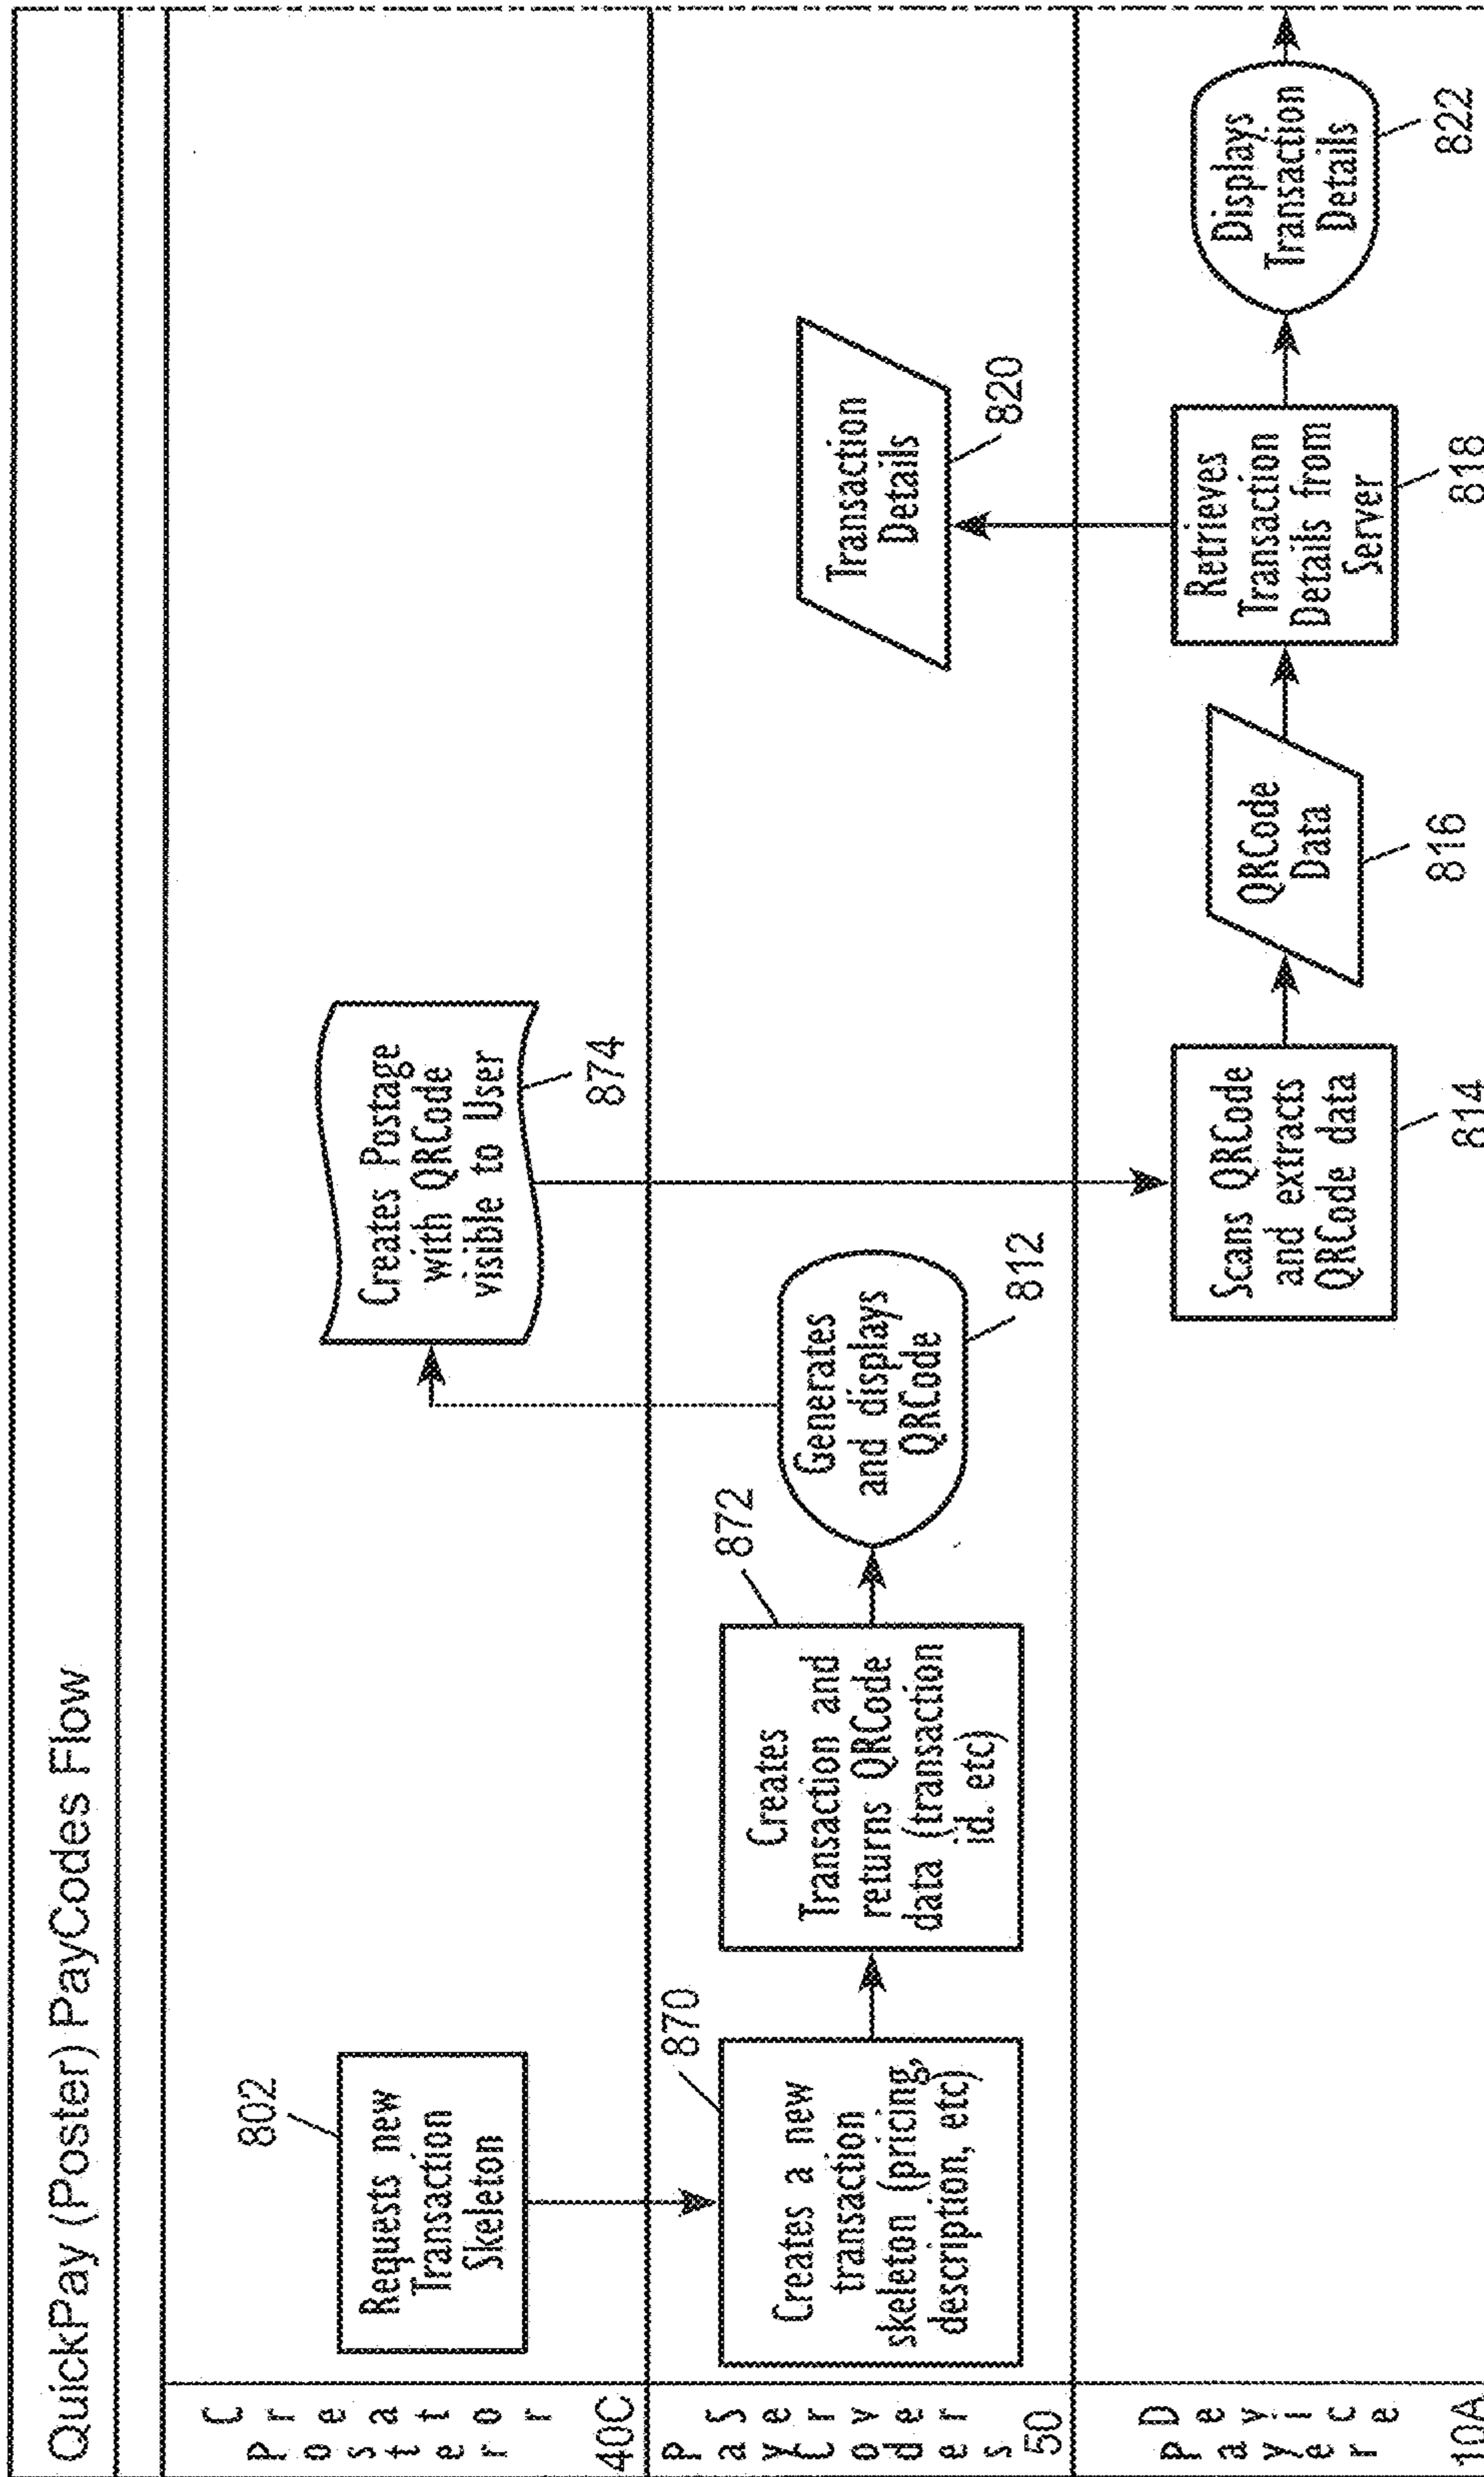 QuickPay (Poster) PayCodes Flow
Poster
Creator
40C
802
Requests new
Transaction
Skeleton
Creates Postage
with QRCode
visible to User
874
PayCodes
Server
50
870
Creates a new
transaction
skeleton (pricing,
description, etc)
872
Creates
Transaction and
returns QRCode
data (transaction
id. etc)
Generates
and displays
QRCode
812
Transaction
Details
820
Payer
Device
10A
Scans QRCode
and extracts
QRCode data
814
QRCode
Data
816
Retrieves
Transaction
Details from
Server
818
Displays
Transaction
Details
822